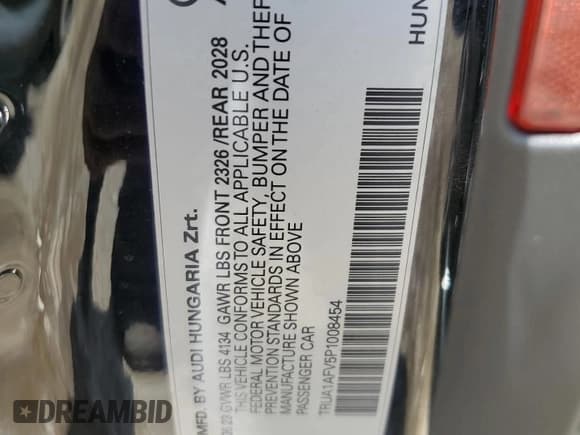 MFD. BY AUDI HUNGARIA Zrt.
GVWR LBS 4134 GAWR LBS FRONT 2326 /REAR 2028
THIS VEHICLE CONFORMS TO ALL APPLICABLE U.S.
FEDERAL MOTOR VEHICLE SAFETY, BUMPER AND THEF
PREVENTION STANDARDS IN EFFECT ON THE DATE OF
MANUFACTURE SHOWN ABOVE
PASSENGER CAR
TRUA1AFV5P1008454
HUN
DREAMBID